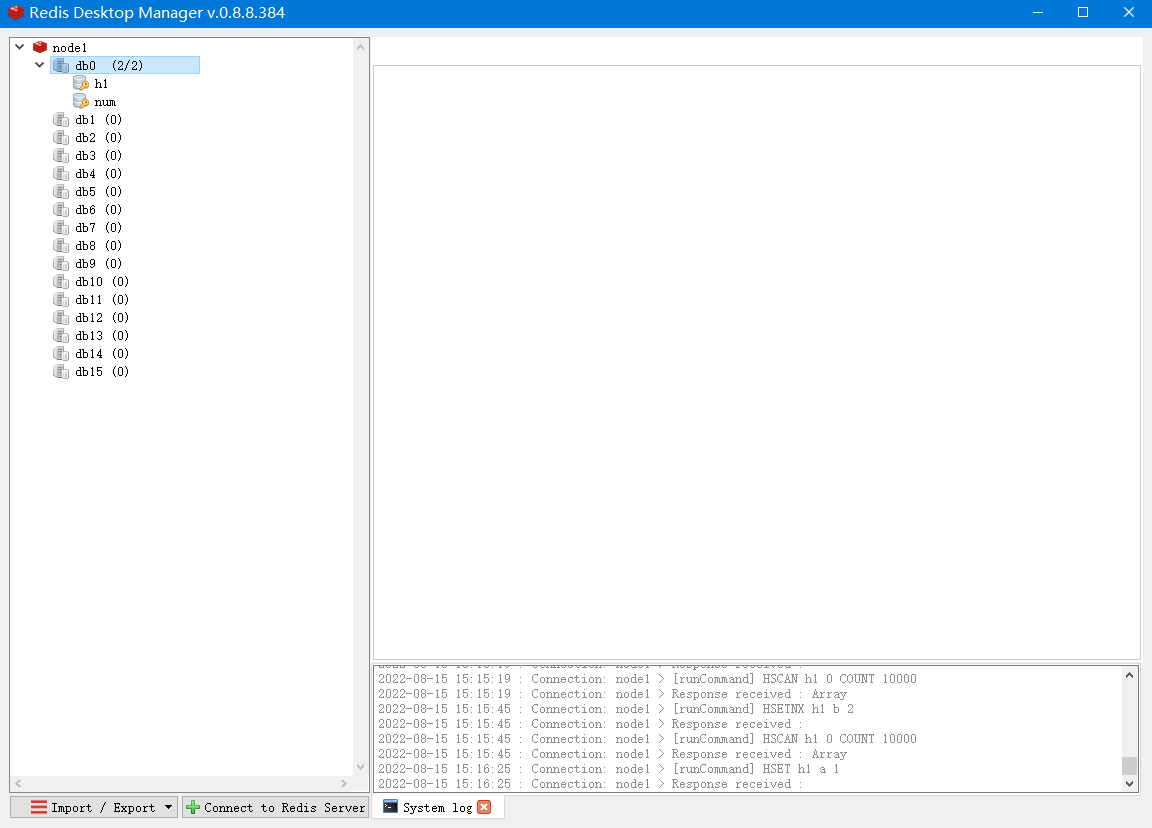 Redis Desktop Manager v.0.8.8.384
node1
db0 (2/2)
h1
num
db1 (0)
db2 (0)
db3 (0)
db4 (0)
db5 (0)
db6 (0)
db7 (0)
db8 (0)
db9 (0)
db10 (0)
db11 (0)
db12 (0)
db13 (0)
db14 (0)
db15 (0)
2022-08-15 15:15:19 : Connection: node1 > [runCommand] HSCAN h1 0 COUNT 10000
2022-08-15 15:15:19 : Connection: node1 > Response received : Array
2022-08-15 15:15:45 : Connection: node1 > [runCommand] HSETNX h1 b 2
2022-08-15 15:15:45 : Connection: node1 > Response received :
2022-08-15 15:15:45 : Connection: node1 > [runCommand] HSCAN h1 0 COUNT 10000
2022-08-15 15:15:45 : Connection: node1 > Response received : Array
2022-08-15 15:16:25 : Connection: node1 > [runCommand] HSET h1 a 1
2022-08-15 15:16:25 : Connection: node1 > Response received :
Import / Export
Connect to Redis Server
System log